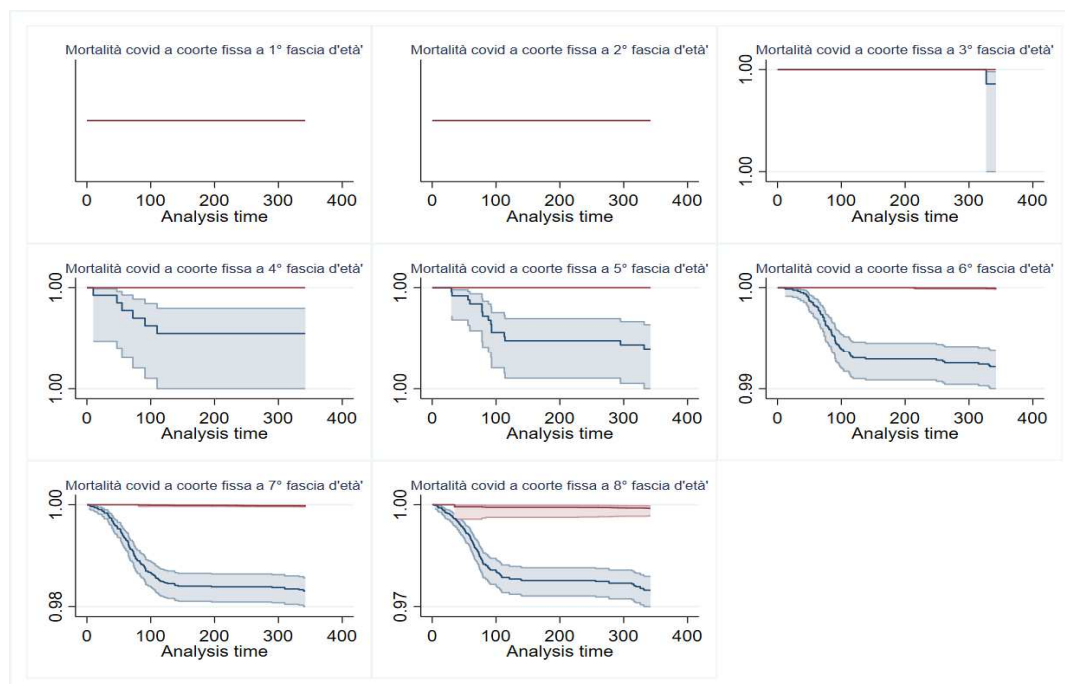 Mortalità covid a coorte fissa a 1° fascia d'età'
0 100 200 300 400
Analysis time
Mortalità covid a coorte fissa a 2° fascia d'età'
0 100 200 300 400
Analysis time
Mortalità covid a coorte fissa a 3° fascia d'età'
1.00
1.00
0 100 200 300 400
Analysis time
Mortalità covid a coorte fissa a 4° fascia d'età'
1.00
1.00
0 100 200 300 400
Analysis time
Mortalità covid a coorte fissa a 5° fascia d'età'
1.00
1.00
0 100 200 300 400
Analysis time
Mortalità covid a coorte fissa a 6° fascia d'età'
1.00
0.99
0 100 200 300 400
Analysis time
Mortalità covid a coorte fissa a 7° fascia d'età'
1.00
0.98
0 100 200 300 400
Analysis time
Mortalità covid a coorte fissa a 8° fascia d'età'
1.00
0.97
0 100 200 300 400
Analysis time